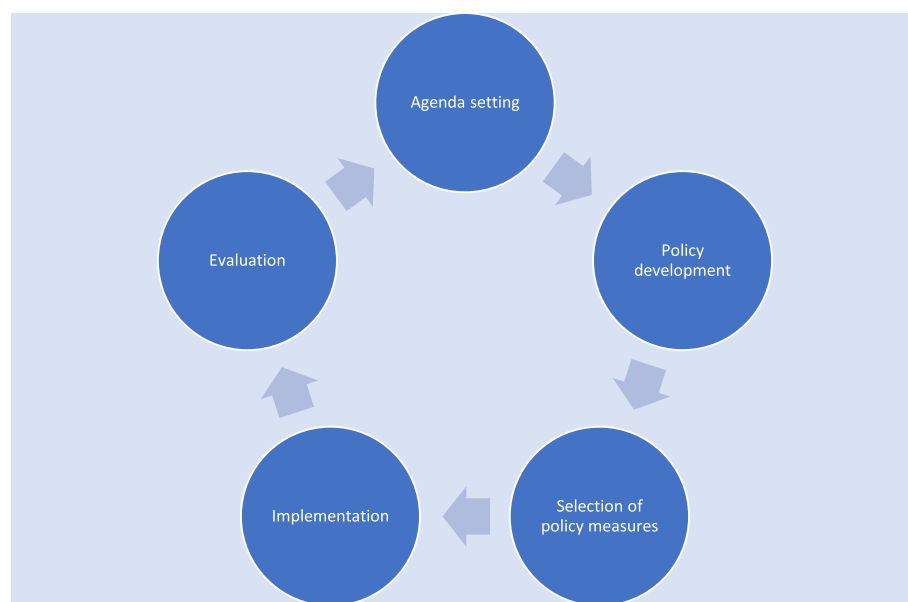 Agenda setting
Policy
development
Selection of
policy measures
Implementation
Evaluation